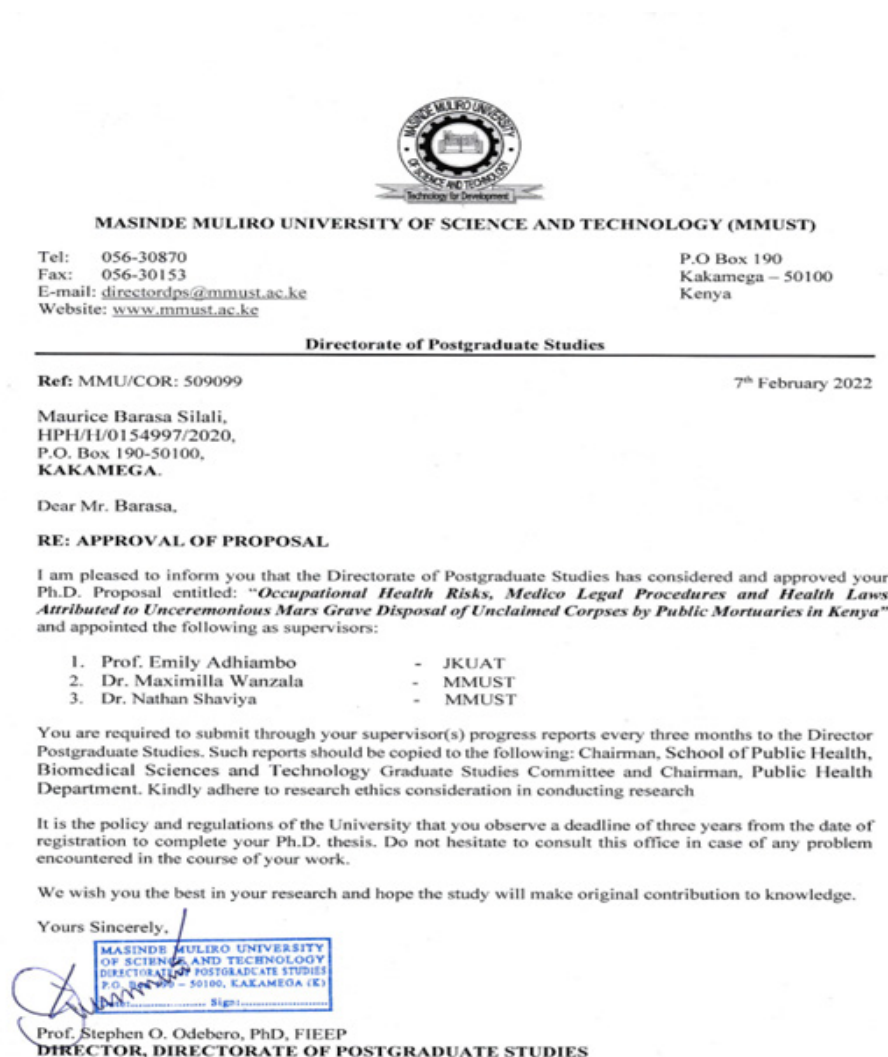 MASINDE MULIRO UNIVERSITY
OF SCIENCE AND TECHNOLOGY
Technology for Development
MASINDE MULIRO UNIVERSITY OF SCIENCE AND TECHNOLOGY (MMUST)
Tel: 056-30870
P.O Box 190
Fax: 056-30153
Kakamega – 50100
E-mail: directordps@mmust.ac.ke
Kenya
Website: www.mmust.ac.ke
Directorate of Postgraduate Studies
Ref: MMU/COR: 509099
7th February 2022
Maurice Barasa Silali,
HPH/H/0154997/2020,
P.O. Box 190-50100,
KAKAMEGA.
Dear Mr. Barasa,
RE: APPROVAL OF PROPOSAL
I am pleased to inform you that the Directorate of Postgraduate Studies has considered and approved your
Ph.D. Proposal entitled: “Occupational Health Risks, Medico Legal Procedures and Health Laws
Attributed to Unceremonious Mars Grave Disposal of Unclaimed Corpses by Public Mortuaries in Kenya”
and appointed the following as supervisors:
1. Prof. Emily Adhiambo - JKUAT
2. Dr. Maximilla Wanzala - MMUST
3. Dr. Nathan Shaviya - MMUST
You are required to submit through your supervisor(s) progress reports every three months to the Director
Postgraduate Studies. Such reports should be copied to the following: Chairman, School of Public Health,
Biomedical Sciences and Technology Graduate Studies Committee and Chairman, Public Health
Department. Kindly adhere to research ethics consideration in conducting research
It is the policy and regulations of the University that you observe a deadline of three years from the date of
registration to complete your Ph.D. thesis. Do not hesitate to consult this office in case of any problem
encountered in the course of your work.
We wish you the best in your research and hope the study will make original contribution to knowledge.
Yours Sincerely,
MASINDE MULIRO UNIVERSITY
OF SCIENCE AND TECHNOLOGY
DIRECTORATE OF POSTGRADUATE STUDIES
P.O. Box 190 – 50100, KAKAMEGA (K)
Sign:
Prof. Stephen O. Odebero, PhD, FIEEP
DIRECTOR, DIRECTORATE OF POSTGRADUATE STUDIES